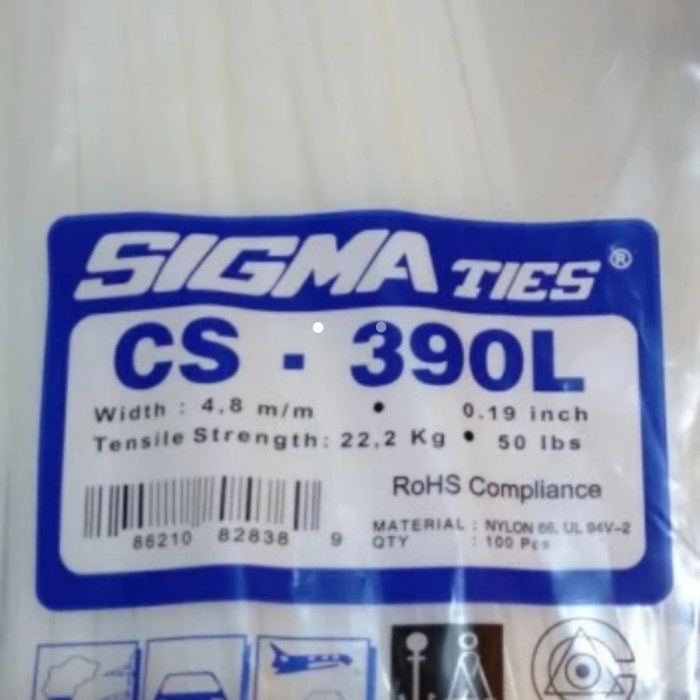 SIGMA TIES ®
CS - 390L
Width : 4,8 m/m • 0.19 inch
Tensile Strength: 22,2 Kg • 50 lbs
RoHS Compliance
86210 82838 9
MATERIAL : NYLON 66, UL 94V-2
QTY : 100 Pcs